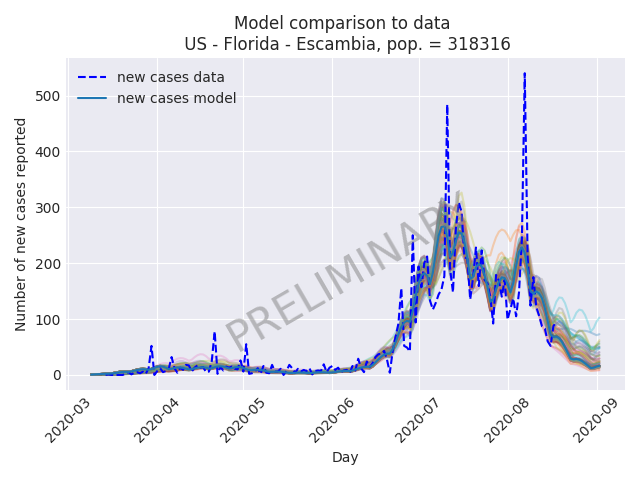 Model comparison to data
US - Florida - Escambia, pop. = 318316
new cases data
new cases model
Number of new cases reported
500
400
300
200
100
0
PRELIMINARY
2020-03
2020-04
2020-05
2020-06
2020-07
2020-08
2020-09
Day